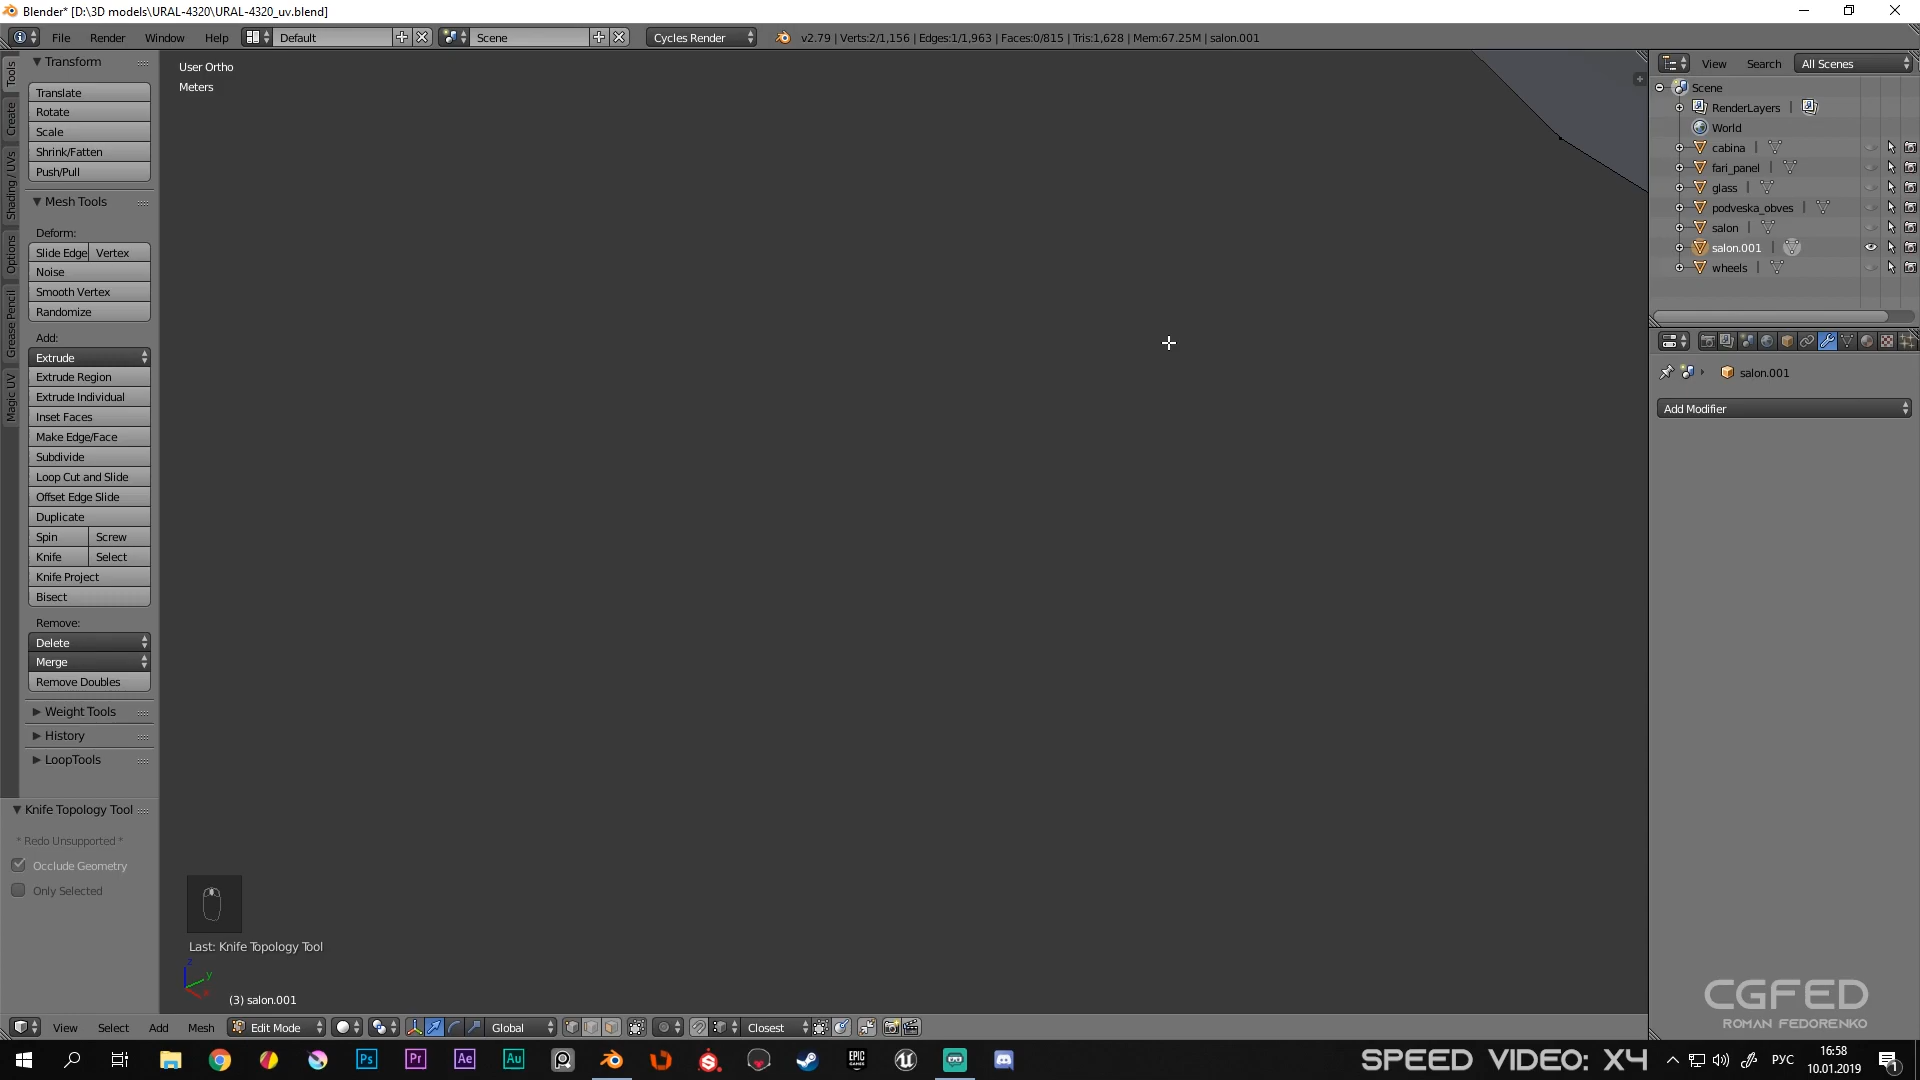 Blender* [D:\3D models\URAL-4320\URAL-4320_uv.blend]
File Render Window Help Default Scene Cycles Render v2.79 | Verts:2/1,156 | Edges:1/1,963 | Faces:0/815 | Tris:1,628 | Mem:67.25M | salon.001
Tools
Create
Shading / UVs
Options
Grease Pencil
Magic UV
Transform
Translate
Rotate
Scale
Shrink/Fatten
Push/Pull
Mesh Tools
Deform:
Slide Edge Vertex
Noise
Smooth Vertex
Randomize
Add:
Extrude
Extrude Region
Extrude Individual
Inset Faces
Make Edge/Face
Subdivide
Loop Cut and Slide
Offset Edge Slide
Duplicate
Spin Screw
Knife Select
Knife Project
Bisect
Remove:
Delete
Merge
Remove Doubles
Weight Tools
History
LoopTools
Knife Topology Tool
* Redo Unsupported *
Occlude Geometry
Only Selected
User Ortho
Meters
Last: Knife Topology Tool
z
y
(3) salon.001
View Select Add Mesh Edit Mode Global Closest
View Search All Scenes
Scene
RenderLayers
World
cabina
fari_panel
glass
podveska_obves
salon
salon.001
wheels
salon.001
Add Modifier
CGFED
ROMAN FEDORENKO
Ps Pr Ae Au EPIC GAMES
SPEED VIDEO: X4
РУС
16:58
10.01.2019
1